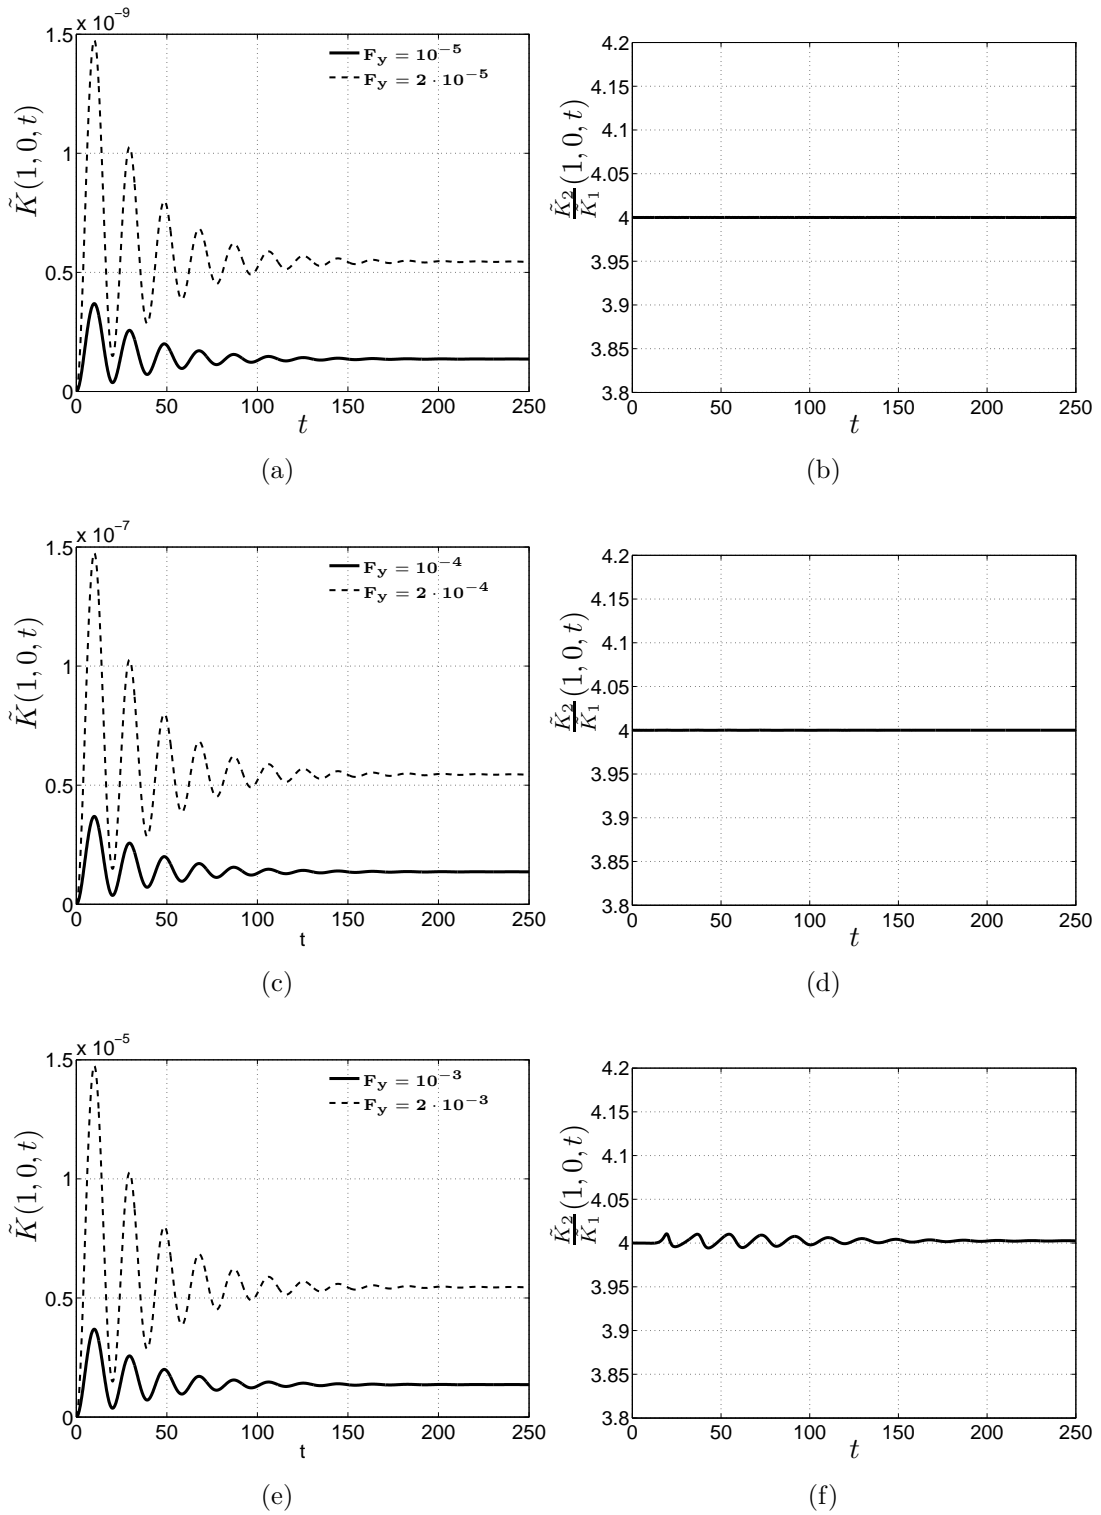 x 10⁻⁹
1.5
1
0.5
0
0 50 100 150 200 250
K̃(1, 0, t)
t
F_y = 10⁻⁵
F_y = 2 · 10⁻⁵
(a)
4.2
4.15
4.1
4.05
4
3.95
3.9
3.85
3.8
0 50 100 150 200 250
K̃₂/K̃₁(1, 0, t)
t
(b)
x 10⁻⁷
1.5
1
0.5
0
0 50 100 150 200 250
K̃(1, 0, t)
t
F_y = 10⁻⁴
F_y = 2 · 10⁻⁴
(c)
4.2
4.15
4.1
4.05
4
3.95
3.9
3.85
3.8
0 50 100 150 200 250
K̃₂/K̃₁(1, 0, t)
t
(d)
x 10⁻⁵
1.5
1
0.5
0
0 50 100 150 200 250
K̃(1, 0, t)
t
F_y = 10⁻³
F_y = 2 · 10⁻³
(e)
4.2
4.15
4.1
4.05
4
3.95
3.9
3.85
3.8
0 50 100 150 200 250
K̃₂/K̃₁(1, 0, t)
t
(f)